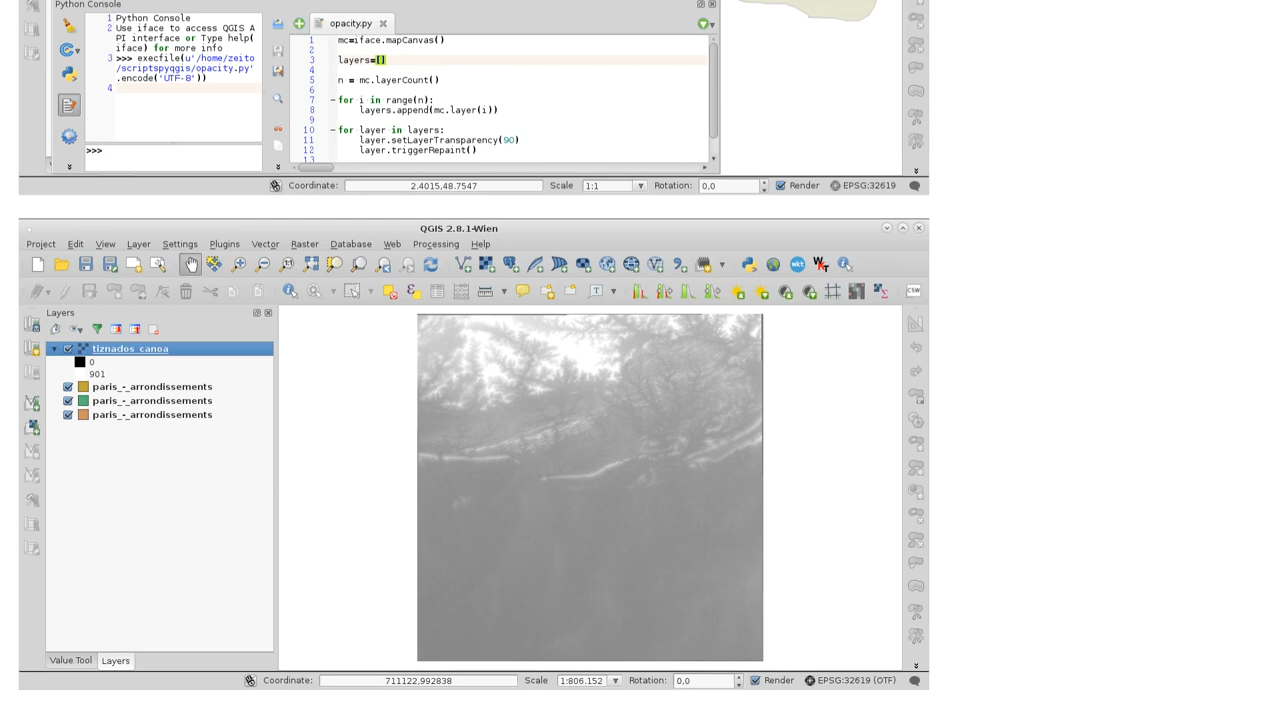 Python Console
1 Python Console
2 Use iface to access QGIS A
PI interface or Type help(
iface) for more info
3 >>> execfile(u'/home/zeito
/scriptspyqgis/opacity.py'
.encode('UTF-8'))
4
>>>
opacity.py
1 mc=iface.mapCanvas()
2
3 layers=[]
4
5 n = mc.layerCount()
6
7 for i in range(n):
8 layers.append(mc.layer(i))
9
10 for layer in layers:
11 layer.setLayerTransparency(90)
12 layer.triggerRepaint()
13
Coordinate: 2.4015,48.7547 Scale 1:1 Rotation: 0,0 Render EPSG:32619
QGIS 2.8.1-Wien
Project Edit View Layer Settings Plugins Vector Raster Database Web Processing Help
Layers
tiznados_canoa
0
901
paris_-_arrondissements
paris_-_arrondissements
paris_-_arrondissements
Value Tool Layers
Coordinate: 711122,992838 Scale 1:806.152 Rotation: 0,0 Render EPSG:32619 (OTF)